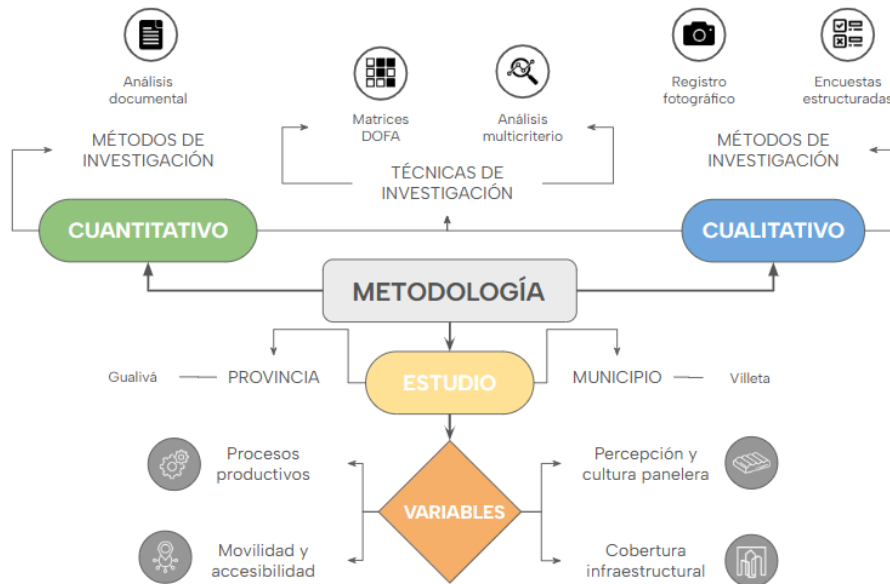 Análisis
documental
Matrices
DOFA
Análisis
multicriterio
Registro
fotográfico
Encuestas
estructuradas
MÉTODOS DE
INVESTIGACIÓN
TÉCNICAS DE
INVESTIGACIÓN
MÉTODOS DE
INVESTIGACIÓN
CUANTITATIVO
CUALITATIVO
METODOLOGÍA
Gualivá
PROVINCIA
ESTUDIO
MUNICIPIO
Villeta
Procesos
productivos
Percepción y
cultura panelera
VARIABLES
Movilidad y
accesibilidad
Cobertura
infraestructural